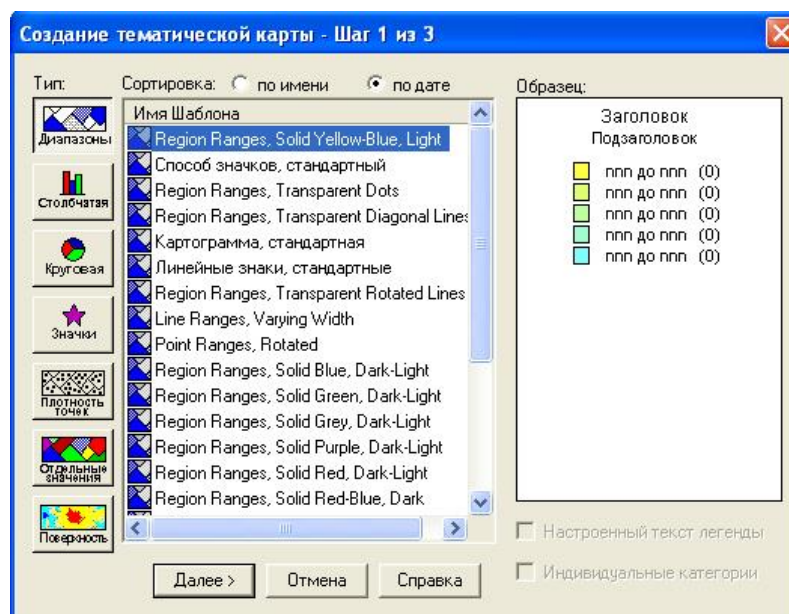 Создание тематической карты - Шаг 1 из 3
Тип:
Диапазоны
Столбчатая
Круговая
Значки
Плотность
точек
Отдельные
значения
Поверхность
Сортировка: по имени по дате
Имя Шаблона
Region Ranges, Solid Yellow-Blue, Light
Способ значков, стандартный
Region Ranges, Transparent Dots
Region Ranges, Transparent Diagonal Lines
Картограмма, стандартная
Линейные знаки, стандартные
Region Ranges, Transparent Rotated Lines
Line Ranges, Varying Width
Point Ranges, Rotated
Region Ranges, Solid Blue, Dark-Light
Region Ranges, Solid Green, Dark-Light
Region Ranges, Solid Grey, Dark-Light
Region Ranges, Solid Purple, Dark-Light
Region Ranges, Solid Red, Dark-Light
Region Ranges, Solid Red-Blue, Dark
Образец:
Заголовок
Подзаголовок
ппп до ппп (0)
ппп до ппп (0)
ппп до ппп (0)
ппп до ппп (0)
ппп до ппп (0)
Настроенный текст легенды
Индивидуальные категории
Далее >
Отмена
Справка